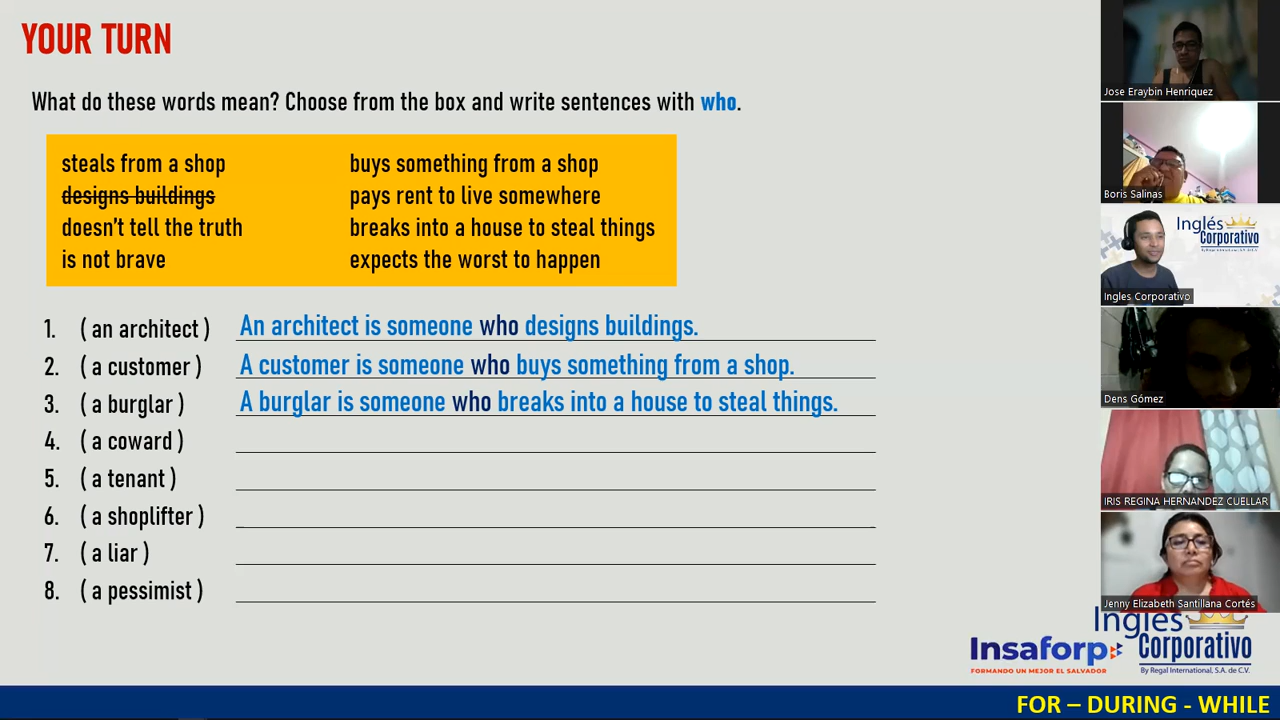 YOUR TURN
What do these words mean? Choose from the box and write sentences with who.
steals from a shop
designs buildings
doesn't tell the truth
is not brave
buys something from a shop
pays rent to live somewhere
breaks into a house to steal things
expects the worst to happen
1. ( an architect ) An architect is someone who designs buildings.
2. ( a customer ) A customer is someone who buys something from a shop.
3. ( a burglar ) A burglar is someone who breaks into a house to steal things.
4. ( a coward )
5. ( a tenant )
6. ( a shoplifter )
7. ( a liar )
8. ( a pessimist )
Jose Eraybin Henriquez
Boris Salinas
Inglés
Corporativo
By Regal International, S.A. de C.V.
Ingles Corporativo
Dens Gómez
IRIS REGINA HERNANDEZ CUELLAR
Jenny Elizabeth Santillana Cortés
Insaforp
FORMANDO UN MEJOR EL SALVADOR
Inglés
Corporativo
By Regal International, S.A. de C.V.
FOR – DURING - WHILE